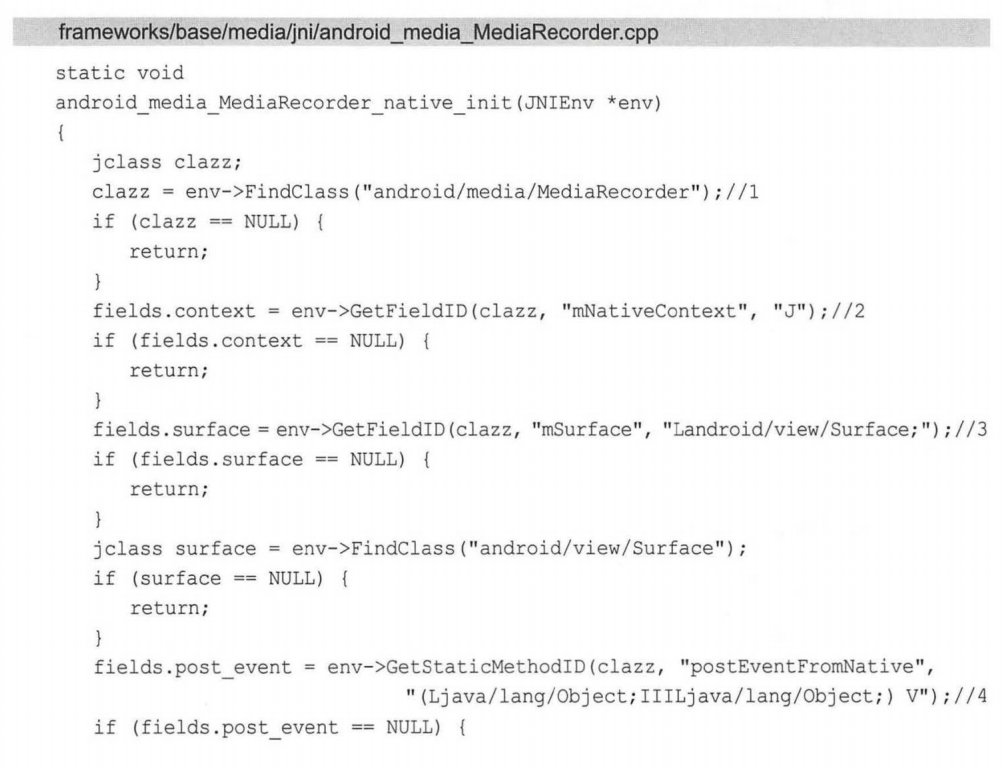 frameworks/base/media/jni/android_media_MediaRecorder.cpp
static void
android_media_MediaRecorder_native_init(JNIEnv *env)
{
jclass clazz;
clazz = env->FindClass("android/media/MediaRecorder");//1
if (clazz == NULL) {
return;
}
fields.context = env->GetFieldID(clazz, "mNativeContext", "J");//2
if (fields.context == NULL) {
return;
}
fields.surface = env->GetFieldID(clazz, "mSurface", "Landroid/view/Surface;");//3
if (fields.surface == NULL) {
return;
}
jclass surface = env->FindClass("android/view/Surface");
if (surface == NULL) {
return;
}
fields.post_event = env->GetStaticMethodID(clazz, "postEventFromNative",
"(Ljava/lang/Object;IIILjava/lang/Object;) V");//4
if (fields.post_event == NULL) {